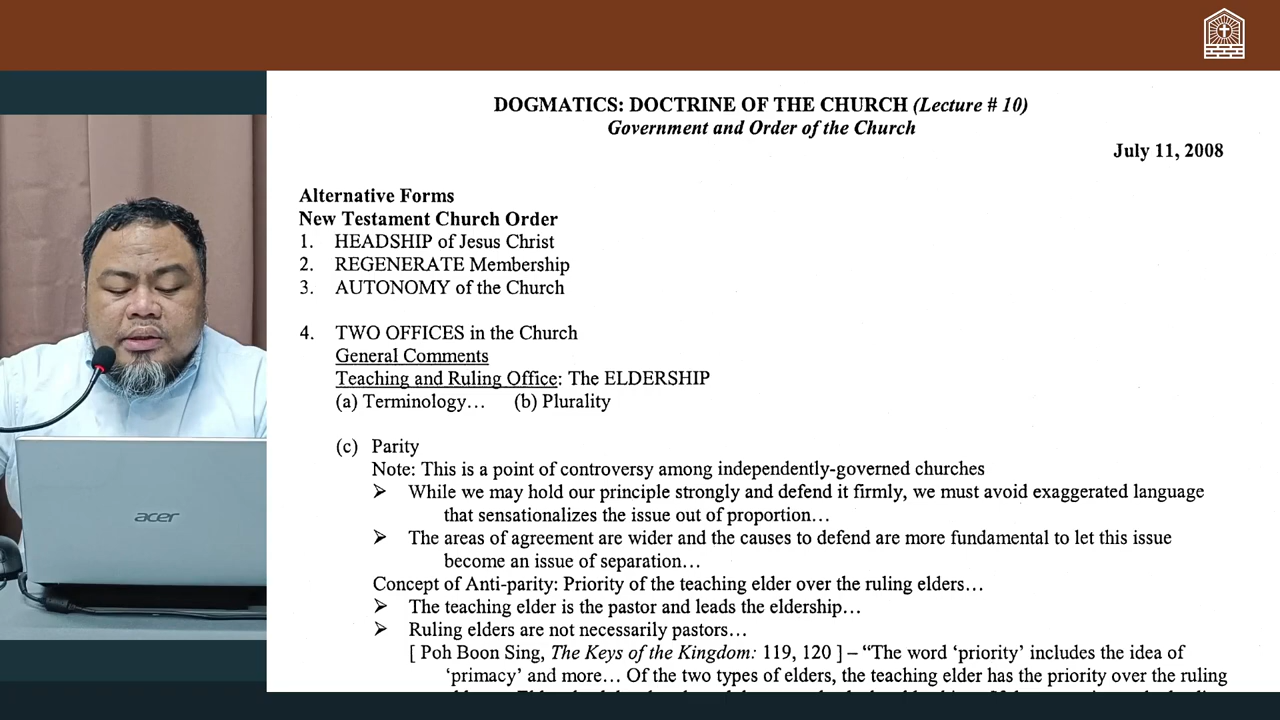 DOGMATICS: DOCTRINE OF THE CHURCH (Lecture # 10)
Government and Order of the Church
July 11, 2008
Alternative Forms
New Testament Church Order
1. HEADSHIP of Jesus Christ
2. REGENERATE Membership
3. AUTONOMY of the Church
4. TWO OFFICES in the Church
General Comments
Teaching and Ruling Office: The ELDERSHIP
(a) Terminology… (b) Plurality
(c) Parity
Note: This is a point of controversy among independently-governed churches
➢ While we may hold our principle strongly and defend it firmly, we must avoid exaggerated language
that sensationalizes the issue out of proportion…
➢ The areas of agreement are wider and the causes to defend are more fundamental to let this issue
become an issue of separation…
Concept of Anti-parity: Priority of the teaching elder over the ruling elders…
➢ The teaching elder is the pastor and leads the eldership…
➢ Ruling elders are not necessarily pastors…
[ Poh Boon Sing, The Keys of the Kingdom: 119, 120 ] – “The word ‘priority’ includes the idea of
‘primacy’ and more… Of the two types of elders, the teaching elder has the priority over the ruling
acer